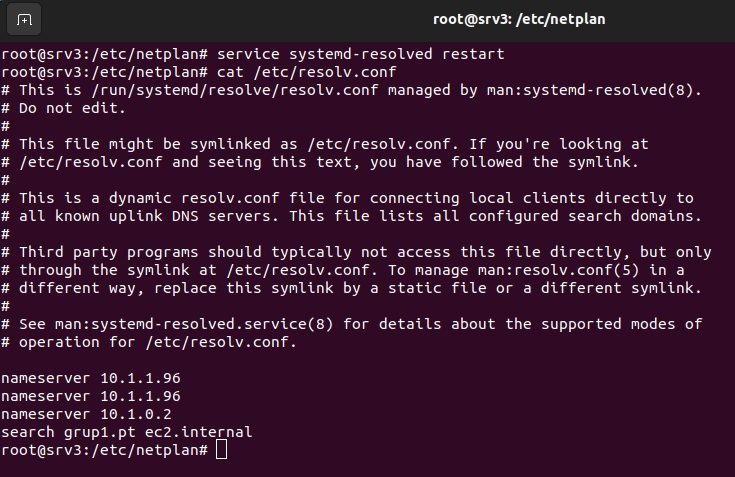 root@srv3: /etc/netplan
root@srv3:/etc/netplan# service systemd-resolved restart
root@srv3:/etc/netplan# cat /etc/resolv.conf
# This is /run/systemd/resolve/resolv.conf managed by man:systemd-resolved(8).
# Do not edit.
#
# This file might be symlinked as /etc/resolv.conf. If you're looking at
# /etc/resolv.conf and seeing this text, you have followed the symlink.
#
# This is a dynamic resolv.conf file for connecting local clients directly to
# all known uplink DNS servers. This file lists all configured search domains.
#
# Third party programs should typically not access this file directly, but only
# through the symlink at /etc/resolv.conf. To manage man:resolv.conf(5) in a
# different way, replace this symlink by a static file or a different symlink.
#
# See man:systemd-resolved.service(8) for details about the supported modes of
# operation for /etc/resolv.conf.

nameserver 10.1.1.96
nameserver 10.1.1.96
nameserver 10.1.0.2
search grup1.pt ec2.internal
root@srv3:/etc/netplan#